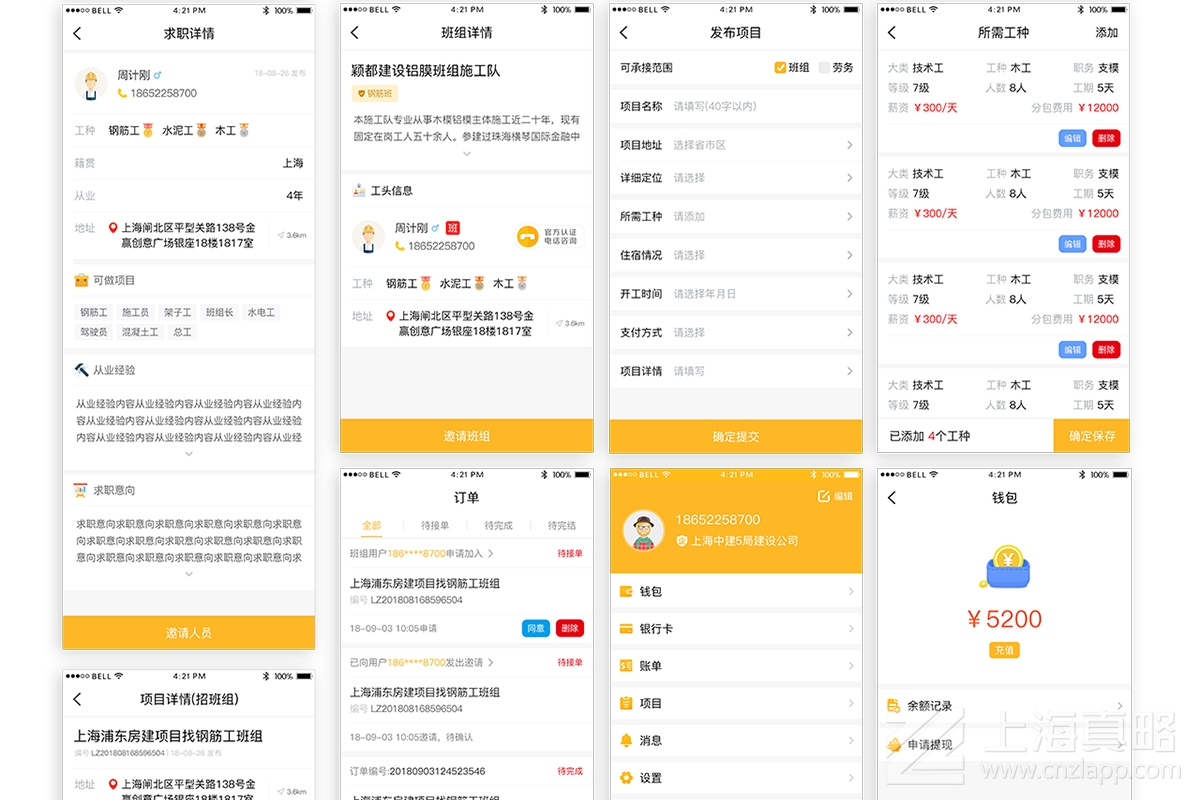 ●●●○○ BELL 4:21 PM 100%
求职详情
周计刚
18-08-26 发布
18652258700
工种 钢筋工 水泥工 木工
籍贯 上海
从业 4年
地址 上海闸北区平型关路138号金
赢创意广场银座18楼1817室
3.6km
可做项目
钢筋工 施工员 架子工 班组长 水电工
驾驶员 混凝土工 总工
从业经验
从业经验内容从业经验内容从业经验内容从业经验内
容从业经验内容从业经验内容从业经验内容从业经验
内容从业经验内容从业经验内容从业经验内容从业经
求职意向
求职意向求职意向求职意向求职意向求职意向求职意
向求职意向求职意向求职意向求职意向求职意向求职
意向求职意向求职意向求职意向求职意向求职意向求
邀请人员
●●●○○ BELL 4:21 PM 100%
项目详情(招班组)
上海浦东房建项目找钢筋工班组
编号 LZ201808168596504 | 18-08-26 发布
地址 上海闸北区平型关路138号金
赢创意广场银座18楼1817室
3.6km
●●●○○ BELL 4:21 PM 100%
班组详情
颖都建设铝膜班组施工队
钢筋班
本施工队专业从事木模铝模主体施工近二十年，现有
固定在岗工人五十余人。参建过珠海横琴国际金融中
工头信息
周计刚 班
18652258700
官方认证
电话咨询
工种 钢筋工 水泥工 木工
地址 上海闸北区平型关路138号金
赢创意广场银座18楼1817室
3.6km
邀请班组
●●●○○ BELL 4:21 PM 100%
订单
全部 待接单 待完成 待完结
班组用户186****8700申请加入 待接单
上海浦东房建项目找钢筋工班组
编号 LZ201808168596504
18-09-03 10:05申请 同意 删除
已向用户186****8700发出邀请 待接单
上海浦东房建项目找钢筋工班组
编号 LZ201808168596504
18-09-03 10:05邀请，待确认
订单编号:20180903124523546 待完成
上海浦东房建项目找钢筋工班组
●●●○○ BELL 4:21 PM 100%
发布项目
可承接范围 班组 劳务
项目名称 请填写(40字以内)
项目地址 选择省市区
详细定位 请选择
所需工种 请添加
住宿情况 请选择
开工时间 请选择年月日
支付方式 请选择
项目详情 请填写
确定提交
●●●○○ BELL 4:21 PM 100%
编辑
18652258700
上海中建5局建设公司
钱包
银行卡
账单
项目
消息
设置
●●●○○ BELL 4:21 PM 100%
所需工种 添加
大类 技术工 工种 木工 职务 支模
等级 7级 人数 8人 工期 5天
薪资 ￥300/天 分包费用 ￥12000
编辑 删除
大类 技术工 工种 木工 职务 支模
等级 7级 人数 8人 工期 5天
薪资 ￥300/天 分包费用 ￥12000
编辑 删除
大类 技术工 工种 木工 职务 支模
等级 7级 人数 8人 工期 5天
薪资 ￥300/天 分包费用 ￥12000
编辑 删除
大类 技术工 工种 木工 职务 支模
等级 7级 人数 8人 工期 5天
已添加 4个工种 确定保存
●●●○○ BELL 4:21 PM 100%
钱包
￥5200
充值
余额记录
申请提现
上海真略
www.cnzlapp.com